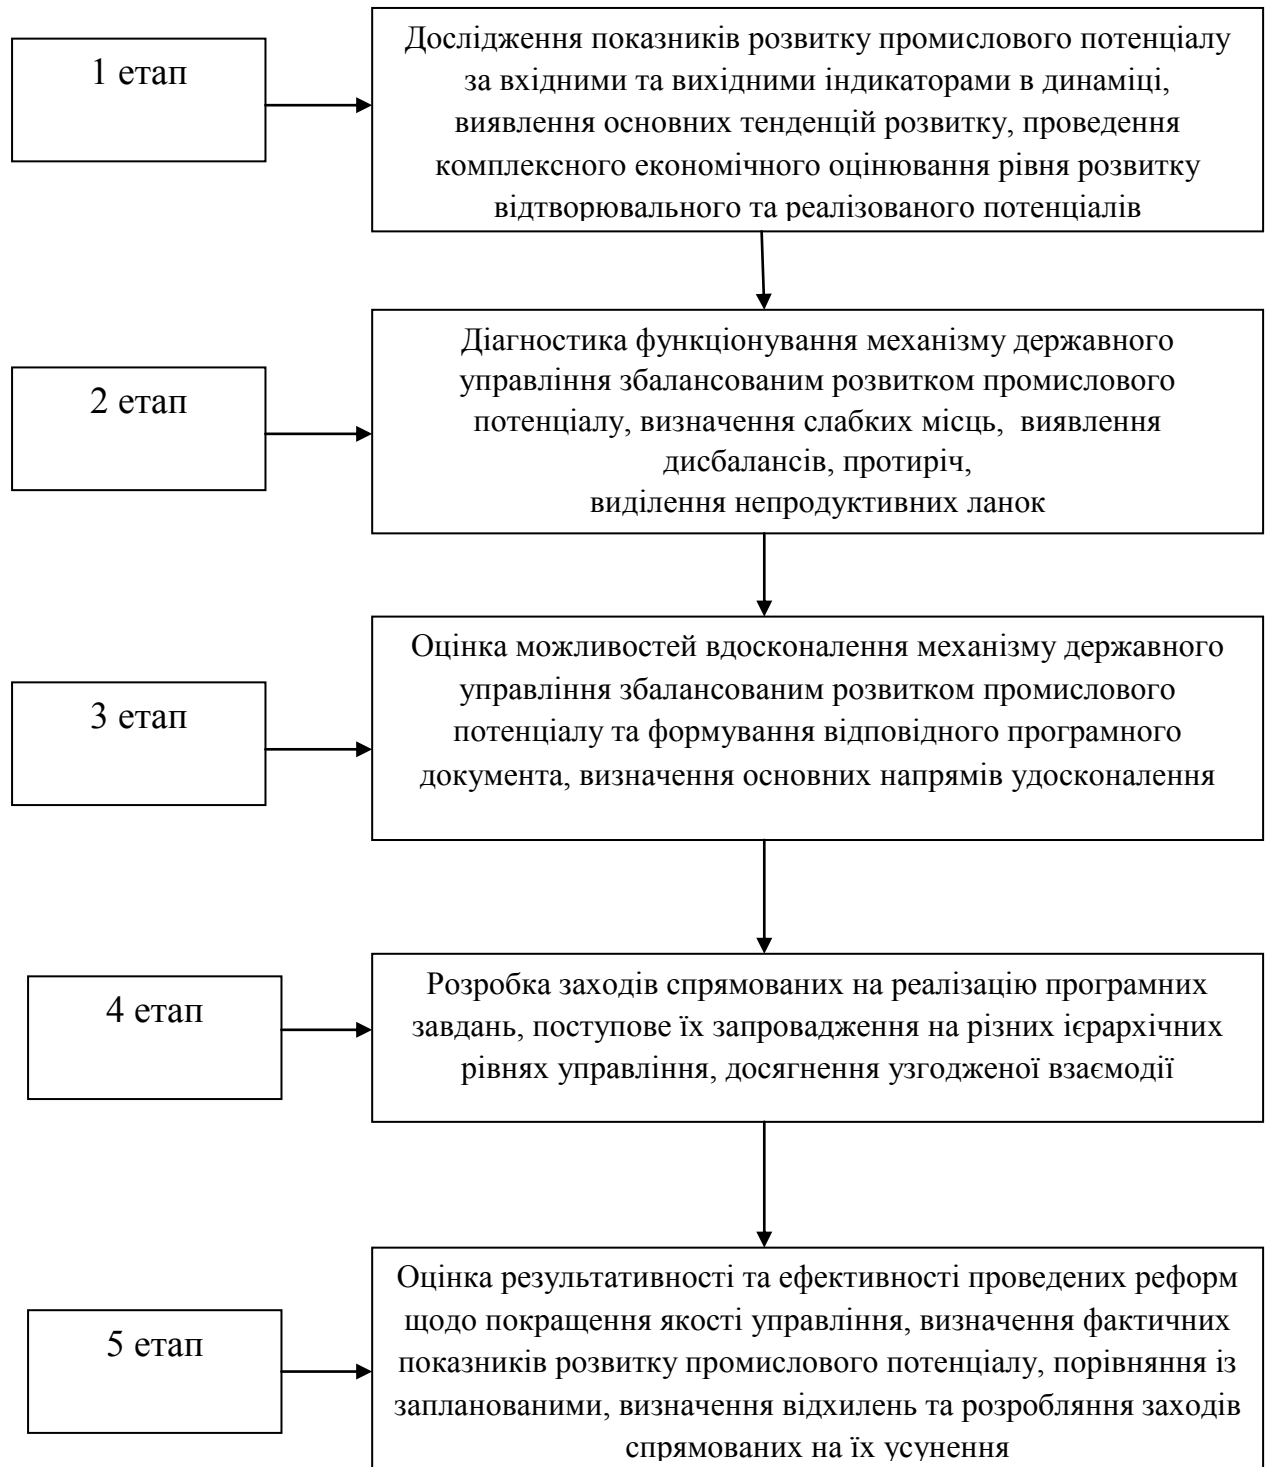 1 етап
Дослідження показників розвитку промислового потенціалу
за вхідними та вихідними індикаторами в динаміці,
виявлення основних тенденцій розвитку, проведення
комплексного економічного оцінювання рівня розвитку
відтворювального та реалізованого потенціалів
2 етап
Діагностика функціонування механізму державного
управління збалансованим розвитком промислового
потенціалу, визначення слабких місць,  виявлення
дисбалансів, протиріч,
виділення непродуктивних ланок
3 етап
Оцінка можливостей вдосконалення механізму державного
управління збалансованим розвитком промислового
потенціалу та формування відповідного програмного
документа, визначення основних напрямів удосконалення
4 етап
Розробка заходів спрямованих на реалізацію програмних
завдань, поступове їх запровадження на різних ієрархічних
рівнях управління, досягнення узгодженої взаємодії
5 етап
Оцінка результативності та ефективності проведених реформ
щодо покращення якості управління, визначення фактичних
показників розвитку промислового потенціалу, порівняння із
запланованими, визначення відхилень та розробляння заходів
спрямованих на їх усунення